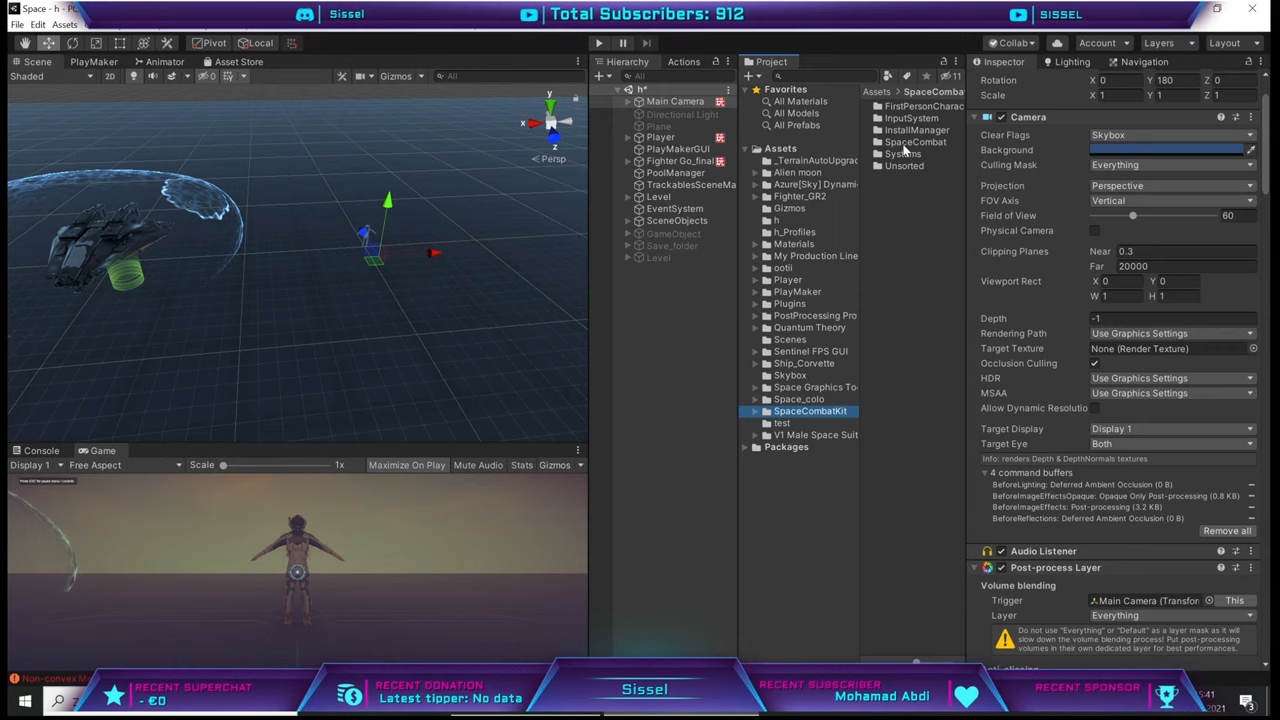 Space - h - PC
Sissel
Total Subscribers: 912
SISSEL
File Edit Assets
Pivot Local
Collab Account Layers Layout
Scene PlayMaker Animator Asset Store
Shaded 2D 0 Gizmos All
y
x
z
Persp
Hierarchy Actions
All
h*
Main Camera
Directional Light
Plane
Player
PlayMakerGUI
Fighter Go_final
PoolManager
TrackablesSceneMa
Level
EventSystem
SceneObjects
GameObject
Save_folder
Level
Project
11
Favorites
All Materials
All Models
All Prefabs
Assets
_TerrainAutoUpgrad
Alien moon
Azure[Sky] Dynami
Fighter_GR2
Gizmos
h
h_Profiles
Materials
My Production Line
ootii
Player
PlayMaker
Plugins
PostProcessing Pro
Quantum Theory
Scenes
Sentinel FPS GUI
Ship_Corvette
Skybox
Space Graphics Too
Space_colo
SpaceCombatKit
test
V1 Male Space Suit
Packages
Assets SpaceCombat
FirstPersonCharac
InputSystem
InstallManager
SpaceCombat
Systems
Unsorted
Inspector Lighting Navigation
Rotation X 0 Y 180 Z 0
Scale X 1 Y 1 Z 1
Camera
Clear Flags Skybox
Background
Culling Mask Everything
Projection Perspective
FOV Axis Vertical
Field of View 60
Physical Camera
Clipping Planes Near 0.3
Far 20000
Viewport Rect X 0 Y 0
W 1 H 1
Depth -1
Rendering Path Use Graphics Settings
Target Texture None (Render Texture)
Occlusion Culling
HDR Use Graphics Settings
MSAA Use Graphics Settings
Allow Dynamic Resolutio
Target Display Display 1
Target Eye Both
Info: renders Depth & DepthNormals textures
4 command buffers
BeforeLighting: Deferred Ambient Occlusion (0 B)
BeforeImageEffectsOpaque: Opaque Only Post-processing (0.8 KB)
BeforeImageEffects: Post-processing (3.2 KB)
BeforeReflections: Deferred Ambient Occlusion (0 B)
Remove all
Audio Listener
Post-process Layer
Volume blending
Trigger Main Camera (Transfor This
Layer Everything
Do not use "Everything" or "Default" as a layer mask as it will
slow down the volume blending process! Put post-processing
volumes in their own dedicated layer for best performances.
Console Game
Display 1 Free Aspect Scale 1x Maximize On Play Mute Audio Stats Gizmos
Non-convex Me
RECENT SUPERCHAT
- €0
RECENT DONATION
Latest tipper: No data
Sissel
RECENT SUBSCRIBER
Mohamad Abdi
RECENT SPONSOR
5:41
2021
3